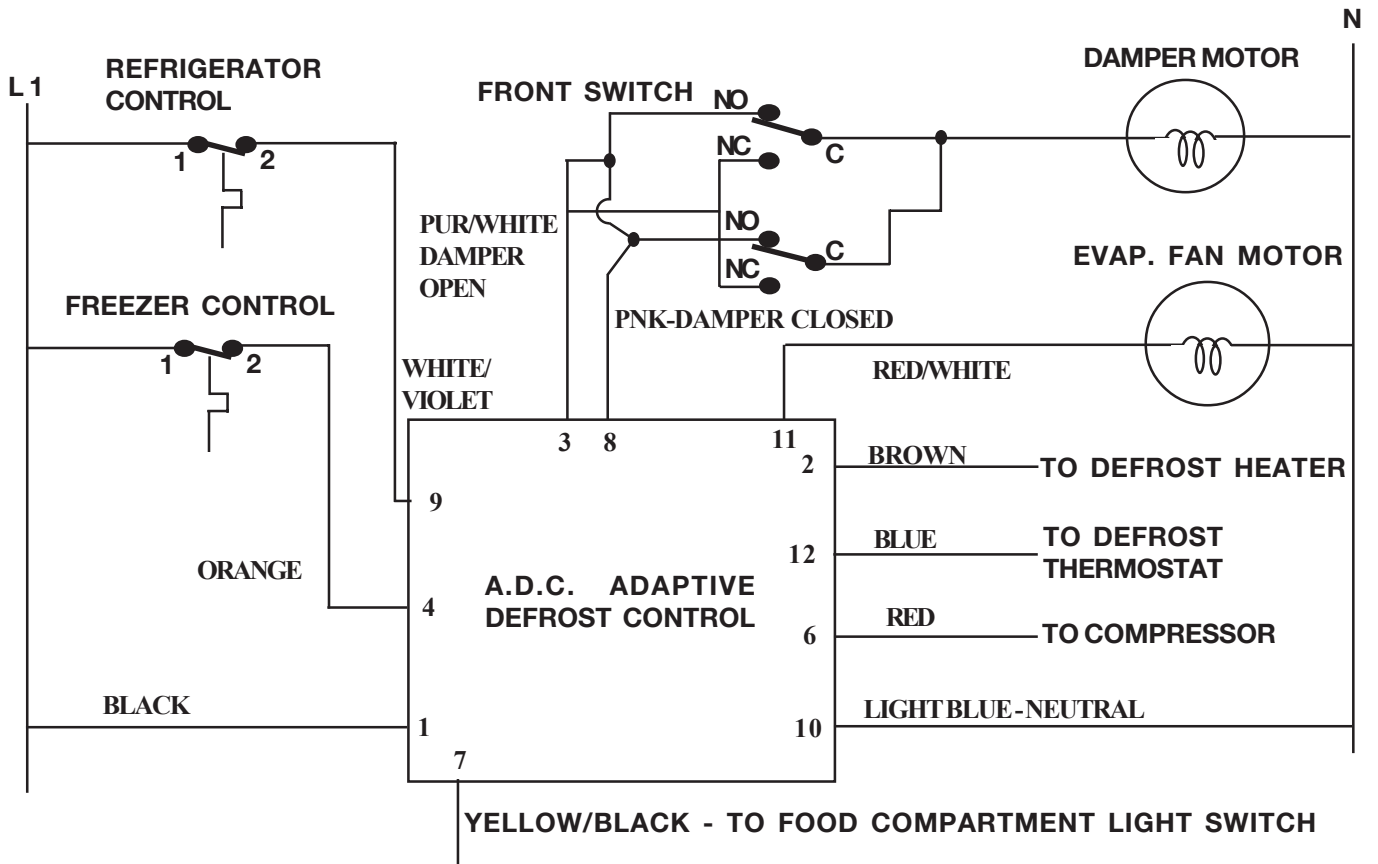 N
L 1
REFRIGERATOR
CONTROL
1
2
FRONT SWITCH
NO
C
NC
DAMPER MOTOR
PUR/WHITE
DAMPER
OPEN
NO
C
NC
EVAP. FAN MOTOR
FREEZER CONTROL
1
2
PNK-DAMPER CLOSED
WHITE/
VIOLET
RED/WHITE
3
8
11
2
BROWN
TO DEFROST HEATER
9
12
BLUE
TO DEFROST
THERMOSTAT
ORANGE
4
A.D.C. ADAPTIVE
DEFROST CONTROL
6
RED
TO COMPRESSOR
BLACK
1
10
LIGHT BLUE - NEUTRAL
7
YELLOW/BLACK - TO FOOD COMPARTMENT LIGHT SWITCH